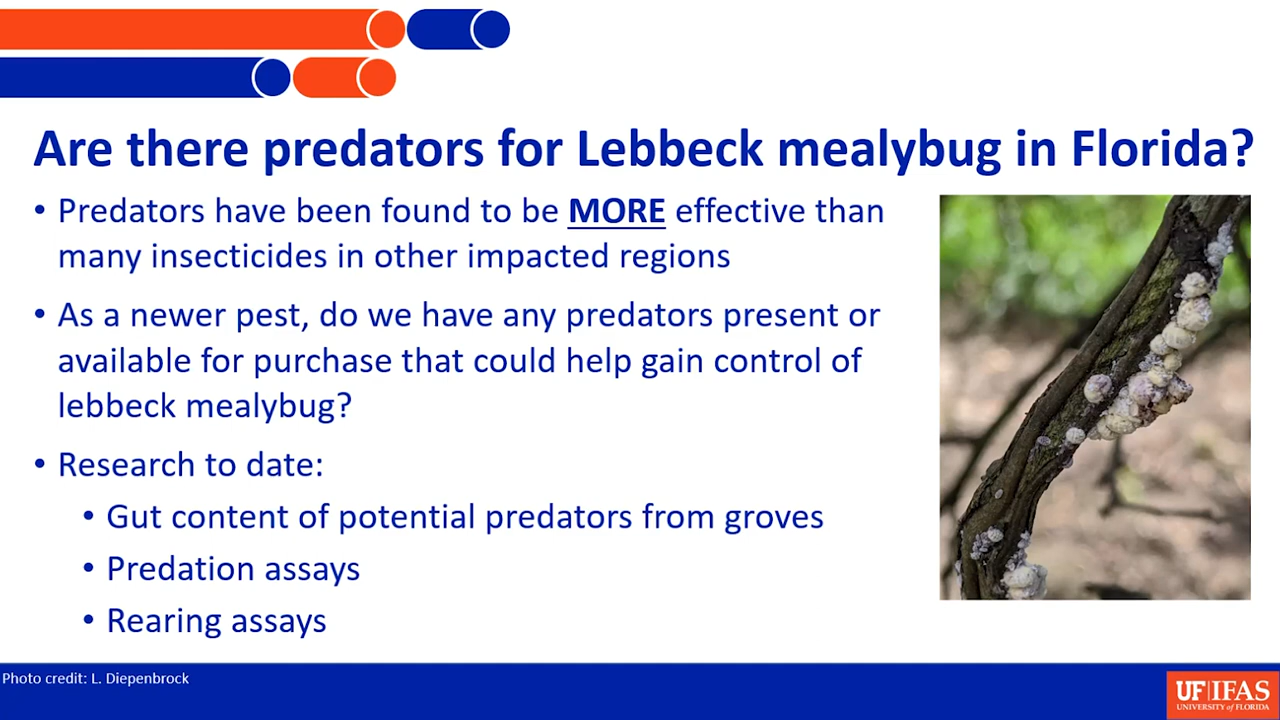 Are there predators for Lebbeck mealybug in Florida?
• Predators have been found to be MORE effective than
many insecticides in other impacted regions
• As a newer pest, do we have any predators present or
available for purchase that could help gain control of
lebbeck mealybug?
• Research to date:
• Gut content of potential predators from groves
• Predation assays
• Rearing assays
Photo credit: L. Diepenbrock
UF|IFAS
UNIVERSITY of FLORIDA